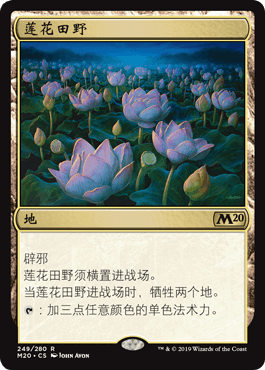 莲花田野
地
M20
辟邪
莲花田野须横置进战场。
当莲花田野进战场时，牺牲两个地。
：加三点任意颜色的单色法术力。
249/280 R
M20 • CS JOHN AVON
™ & © 2019 Wizards of the Coast